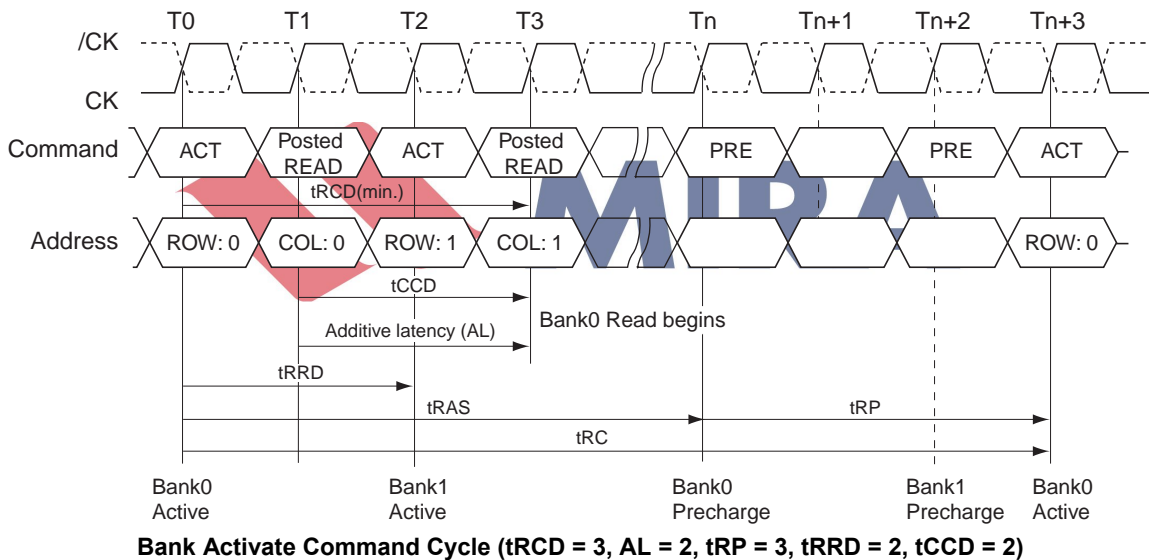 T0 T1 T2 T3 Tn Tn+1 Tn+2 Tn+3
/CK
CK
Command ACT Posted READ ACT Posted READ PRE PRE ACT
tRCD(min.)
Address ROW: 0 COL: 0 ROW: 1 COL: 1 ROW: 0
tCCD
Bank0 Read begins
Additive latency (AL)
tRRD
tRAS tRP
tRC
Bank0 Active Bank1 Active Bank0 Precharge Bank1 Precharge Bank0 Active
Bank Activate Command Cycle (tRCD = 3, AL = 2, tRP = 3, tRRD = 2, tCCD = 2)
MIRA